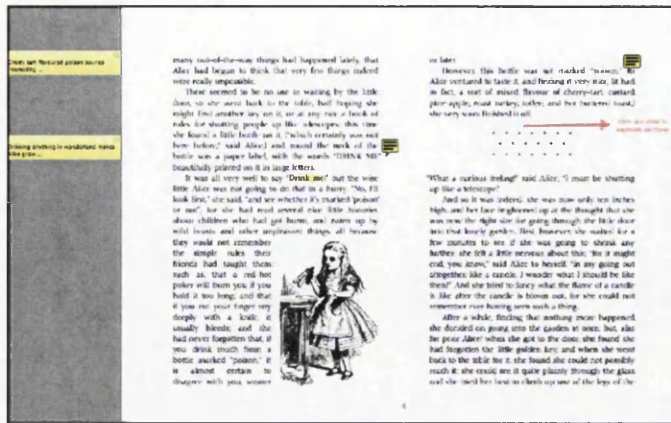 Cherry tart flavoured poison sounds
Drinking anything in wonderland makes
Alice grow ...
many out-of-the-way things had happened lately, that
Alice had begun to think that very few things indeed
were really impossible.
There seemed to be no use in waiting by the little
door, so she went back to the table, half hoping she
might find another key on it, or at any rate a book of
rules for shutting people up like telescopes: this time
she found a little bottle on it, ("which certainly was not
here before," said Alice,) and round the neck of the
bottle was a paper label, with the words "DRINK ME"
beautifully printed on it in large letters.
It was all very well to say "Drink me," but the wise
little Alice was not going to do that in a hurry. "No, I'll
look first," she said, "and see whether it's marked 'poison'
or not"; for she had read several nice little histories
about children who had got burnt, and eaten up by
wild beasts and other unpleasant things, all because
they would not remember
the simple rules their
friends had taught them:
such as, that a red-hot
poker will burn you if you
hold it too long; and that
if you cut your finger very
deeply with a knife, it
usually bleeds; and she
had never forgotten that, if
you drink much from a
bottle marked "poison," it
is almost certain to
disagree with you, sooner
or later.
However, this bottle was not marked "poison," so
Alice ventured to taste it, and finding it very nice, (it had,
in fact, a sort of mixed flavour of cherry-tart, custard,
pine-apple, roast turkey, toffee, and hot buttered toast,)
she very soon finished it off.
"What a curious feeling!" said Alice; "I must be shutting
up like a telescope."
And so it was indeed: she was now only ten inches
high, and her face brightened up at the thought that she
was now the right size for going through the little door
into that lovely garden. First, however, she waited for a
few minutes to see if she was going to shrink any
further: she felt a little nervous about this; "for it might
end, you know," said Alice to herself, "in my going out
altogether, like a candle. I wonder what I should be like
then?" And she tried to fancy what the flame of a candle
is like after the candle is blown out, for she could not
remember ever having seen such a thing.
After a while, finding that nothing more happened,
she decided on going into the garden at once; but, alas
for poor Alice! when she got to the door, she found she
had forgotten the little golden key, and when she went
back to the table for it, she found she could not possibly
reach it: she could see it quite plainly through the glass,
and she tried her best to climb up one of the legs of the